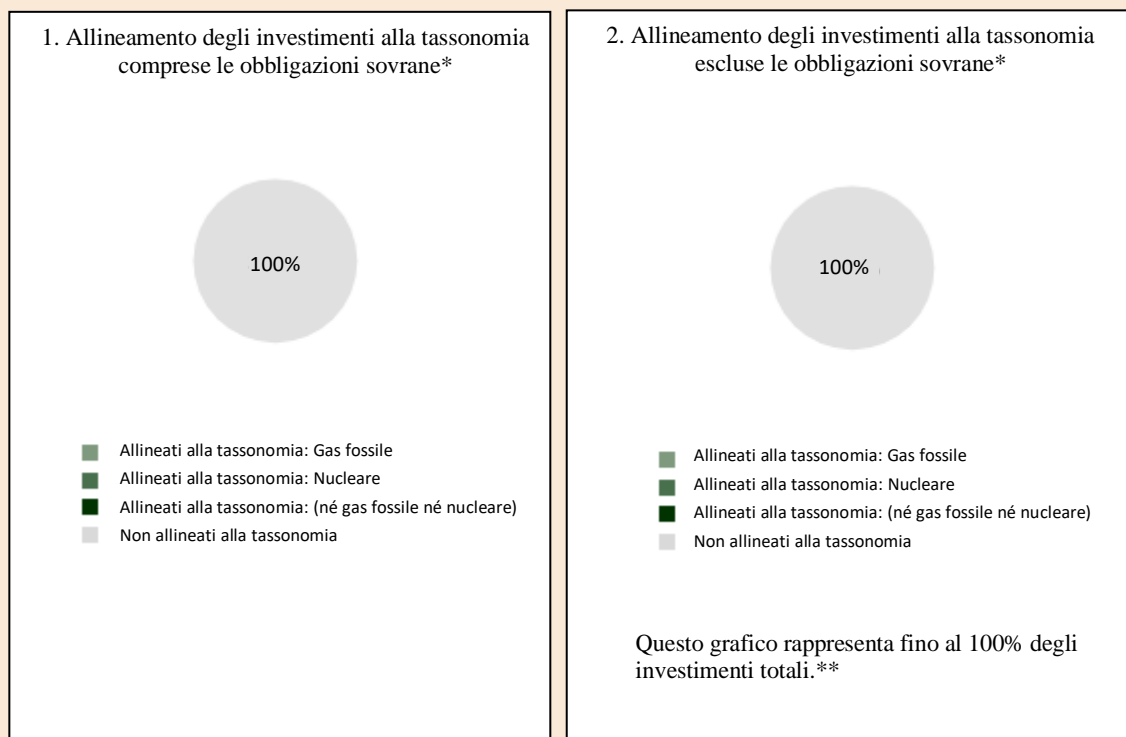 1. Allineamento degli investimenti alla tassonomia
comprese le obbligazioni sovrane*
100%
Allineati alla tassonomia: Gas fossile
Allineati alla tassonomia: Nucleare
Allineati alla tassonomia: (né gas fossile né nucleare)
Non allineati alla tassonomia
2. Allineamento degli investimenti alla tassonomia
escluse le obbligazioni sovrane*
100%
Allineati alla tassonomia: Gas fossile
Allineati alla tassonomia: Nucleare
Allineati alla tassonomia: (né gas fossile né nucleare)
Non allineati alla tassonomia
Questo grafico rappresenta fino al 100% degli
investimenti totali.**